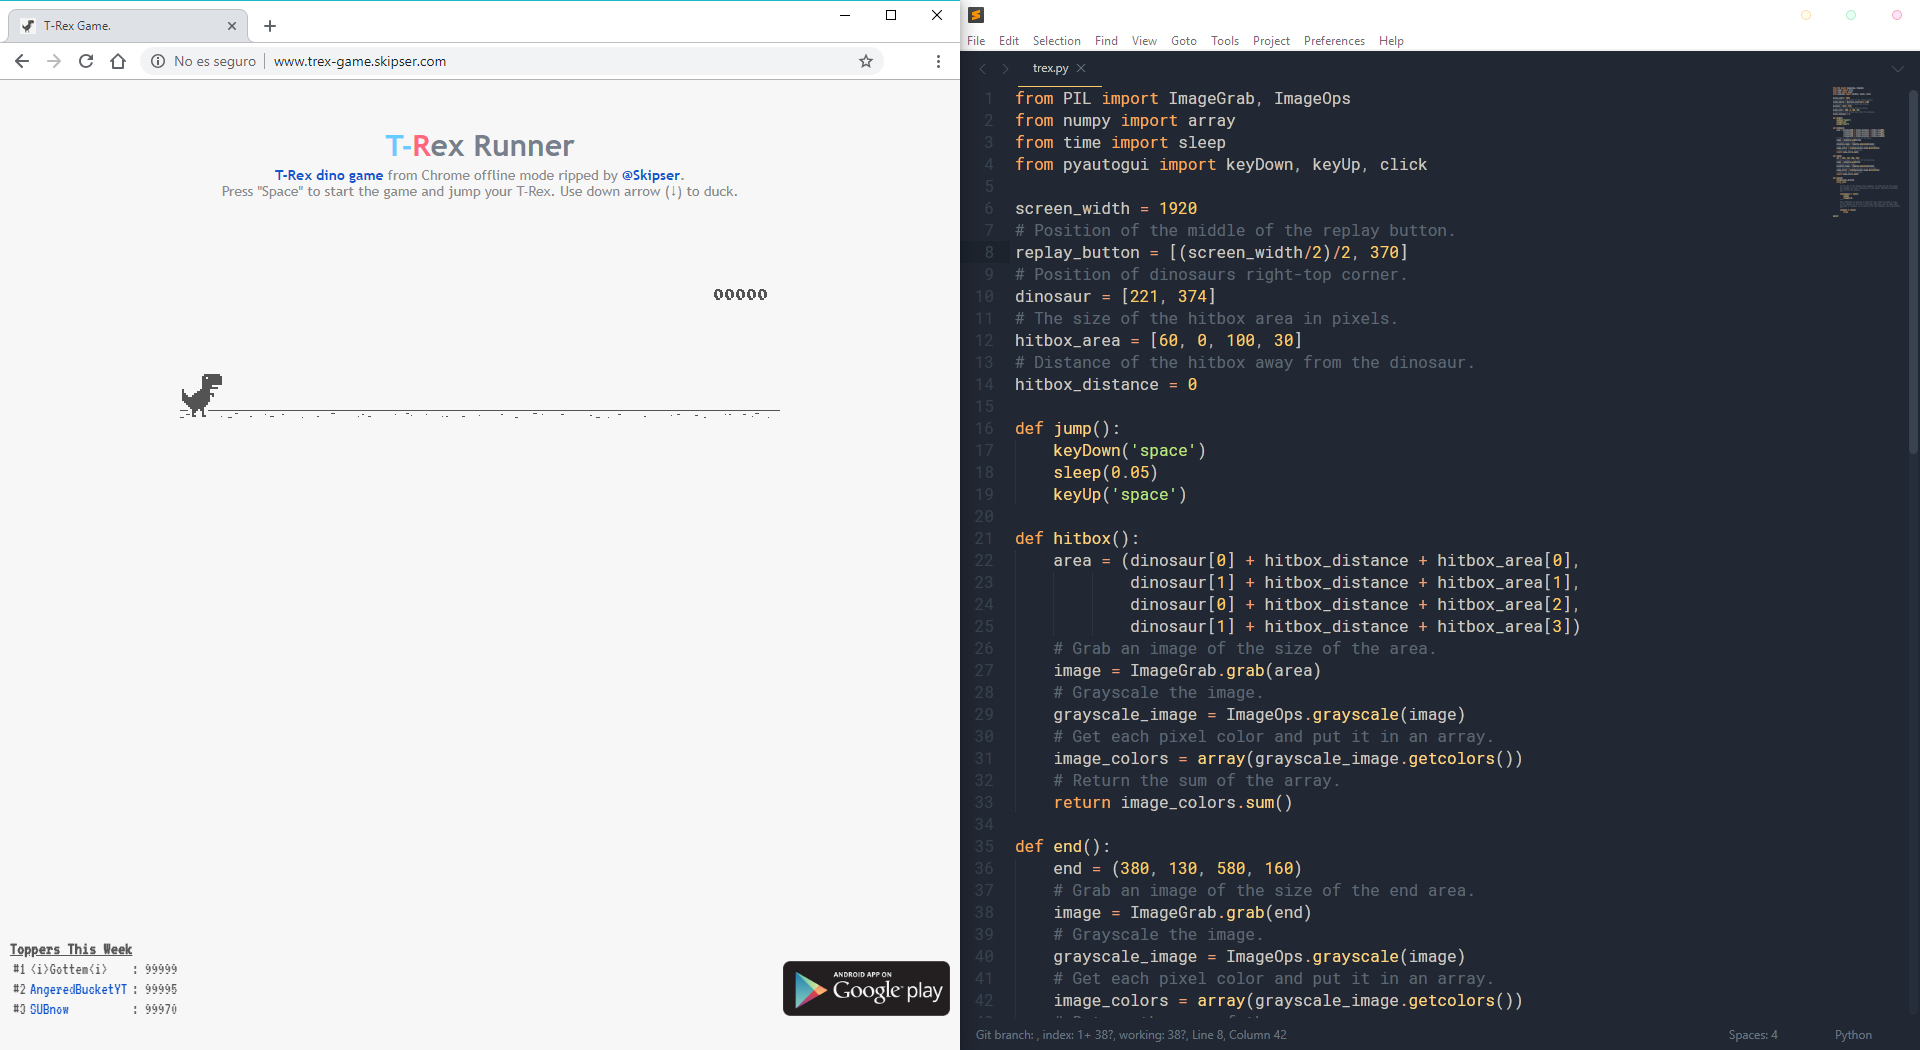 T-Rex Game.
No es seguro
www.trex-game.skipser.com
T-Rex Runner
T-Rex dino game from Chrome offline mode ripped by @Skipser.
Press "Space" to start the game and jump your T-Rex. Use down arrow (↓) to duck.
00000
Toppers This Week
#1 <i>Gottem<i> : 99999
#2 AngeredBucketYT : 99995
#3 SUBnow : 99970
ANDROID APP ON
Google play
File Edit Selection Find View Goto Tools Project Preferences Help
trex.py
1 from PIL import ImageGrab, ImageOps
2 from numpy import array
3 from time import sleep
4 from pyautogui import keyDown, keyUp, click
5
6 screen_width = 1920
7 # Position of the middle of the replay button.
8 replay_button = [(screen_width/2)/2, 370]
9 # Position of dinosaurs right-top corner.
10 dinosaur = [221, 374]
11 # The size of the hitbox area in pixels.
12 hitbox_area = [60, 0, 100, 30]
13 # Distance of the hitbox away from the dinosaur.
14 hitbox_distance = 0
15
16 def jump():
17     keyDown('space')
18     sleep(0.05)
19     keyUp('space')
20
21 def hitbox():
22     area = (dinosaur[0] + hitbox_distance + hitbox_area[0],
23             dinosaur[1] + hitbox_distance + hitbox_area[1],
24             dinosaur[0] + hitbox_distance + hitbox_area[2],
25             dinosaur[1] + hitbox_distance + hitbox_area[3])
26     # Grab an image of the size of the area.
27     image = ImageGrab.grab(area)
28     # Grayscale the image.
29     grayscale_image = ImageOps.grayscale(image)
30     # Get each pixel color and put it in an array.
31     image_colors = array(grayscale_image.getcolors())
32     # Return the sum of the array.
33     return image_colors.sum()
34
35 def end():
36     end = (380, 130, 580, 160)
37     # Grab an image of the size of the end area.
38     image = ImageGrab.grab(end)
39     # Grayscale the image.
40     grayscale_image = ImageOps.grayscale(image)
41     # Get each pixel color and put it in an array.
42     image_colors = array(grayscale_image.getcolors())
Git branch: , index: 1+ 38?, working: 38?, Line 8, Column 42
Spaces: 4
Python